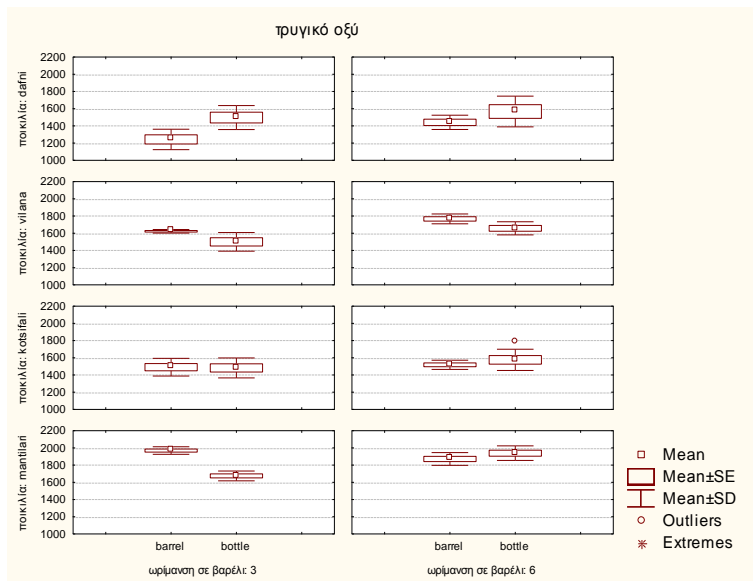 τρυγικό οξύ
ποικιλία: dafni
2200
2000
1800
1600
1400
1200
1000
ποικιλία: vilana
2200
2000
1800
1600
1400
1200
1000
ποικιλία: kotsifali
2200
2000
1800
1600
1400
1200
1000
ποικιλία: mantilari
2200
2000
1800
1600
1400
1200
1000
barrel bottle
ωρίμανση σε βαρέλι: 3
barrel bottle
ωρίμανση σε βαρέλι: 6
Mean
Mean±SE
Mean±SD
Outliers
Extremes